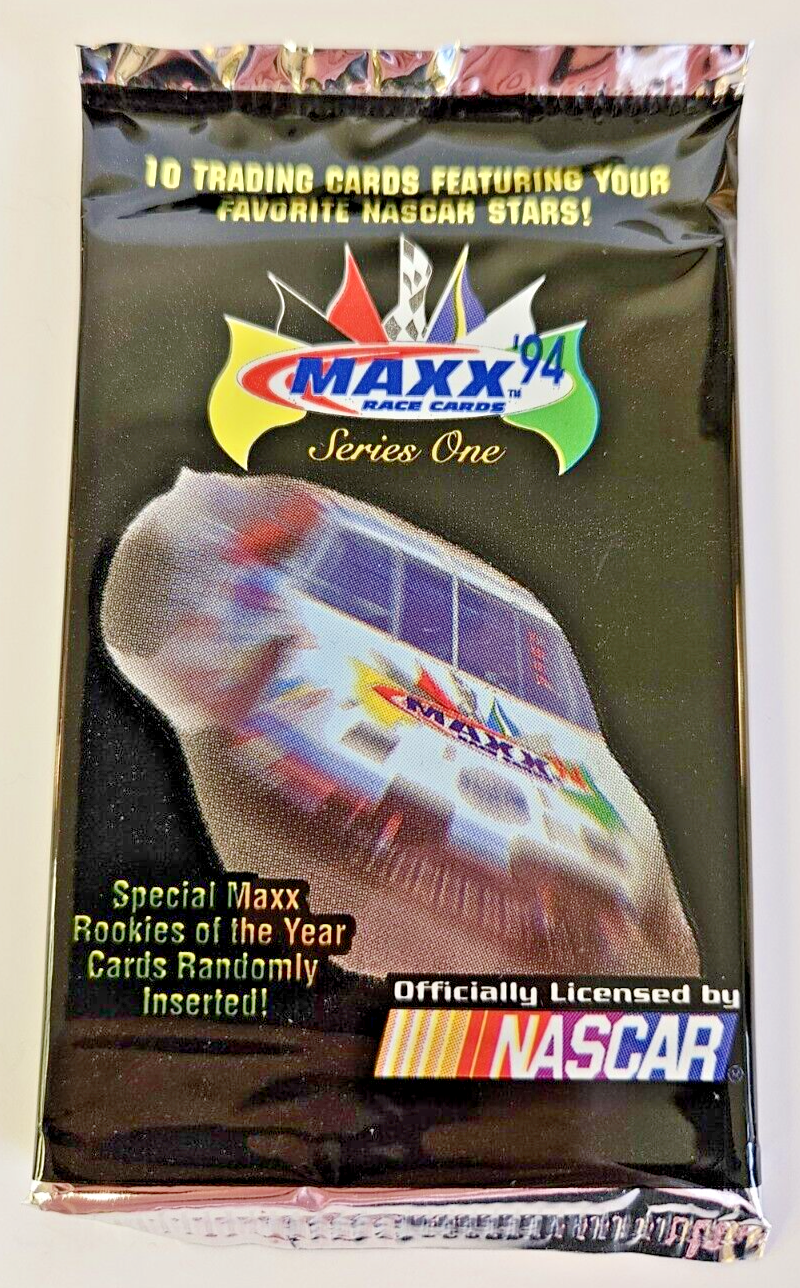 10 TRADING CARDS FEATURING YOUR
FAVORITE NASCAR STARS!
MAXX™ '94
RACE CARDS
Series One
MAXX
Special Maxx
Rookies of the Year
Cards Randomly
Inserted!
Officially Licensed by
NASCAR®